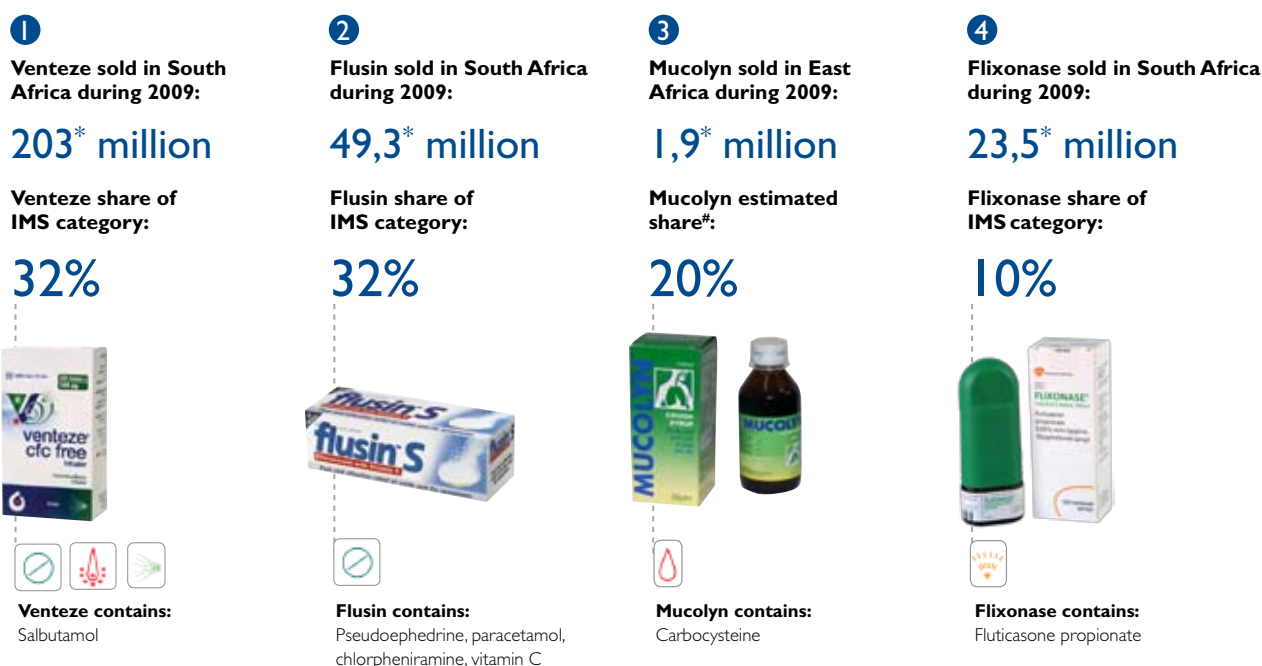 1
Venteze sold in South
Africa during 2009:
203* million
Venteze share of
IMS category:
32%
venteze
cfc free
inhaler
Venteze contains:
Salbutamol
2
Flusin sold in South Africa
during 2009:
49,3* million
Flusin share of
IMS category:
32%
flusin S
flusin S
Flusin contains:
Pseudoephedrine, paracetamol,
chlorpheniramine, vitamin C
3
Mucolyn sold in East
Africa during 2009:
1,9* million
Mucolyn estimated
share#:
20%
MUCOLYN
MUCOLYN
Mucolyn contains:
Carbocysteine
4
Flixonase sold in South Africa
during 2009:
23,5* million
Flixonase share of
IMS category:
10%
FLIXONASE
Flixonase contains:
Fluticasone propionate